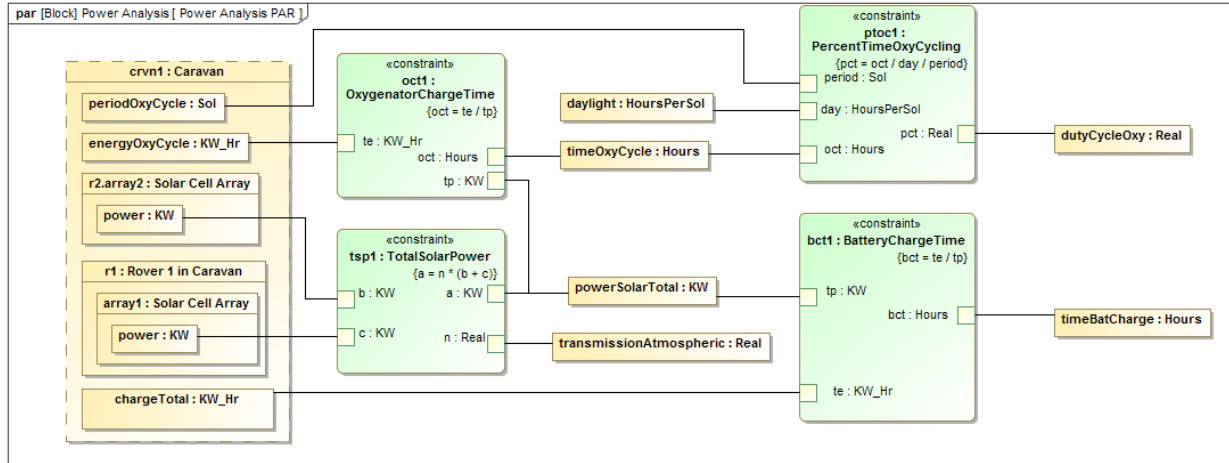 par [Block] Power Analysis [ Power Analysis PAR ]
crvn1 : Caravan
periodOxyCycle : Sol
energyOxyCycle : KW_Hr
r2.array2 : Solar Cell Array
power : KW
r1 : Rover 1 in Caravan
array1 : Solar Cell Array
power : KW
chargeTotal : KW_Hr
«constraint»
oct1 :
OxygenatorChargeTime
{oct = te / tp}
te : KW_Hr
oct : Hours
tp : KW
«constraint»
tsp1 : TotalSolarPower
{a = n * (b + c)}
b : KW
a : KW
c : KW
n : Real
daylight : HoursPerSol
timeOxyCycle : Hours
powerSolarTotal : KW
transmissionAtmospheric : Real
«constraint»
ptoc1 :
PercentTimeOxyCycling
{pct = oct / day / period}
period : Sol
day : HoursPerSol
pct : Real
oct : Hours
«constraint»
bct1 : BatteryChargeTime
{bct = te / tp}
tp : KW
bct : Hours
te : KW_Hr
dutyCycleOxy : Real
timeBatCharge : Hours